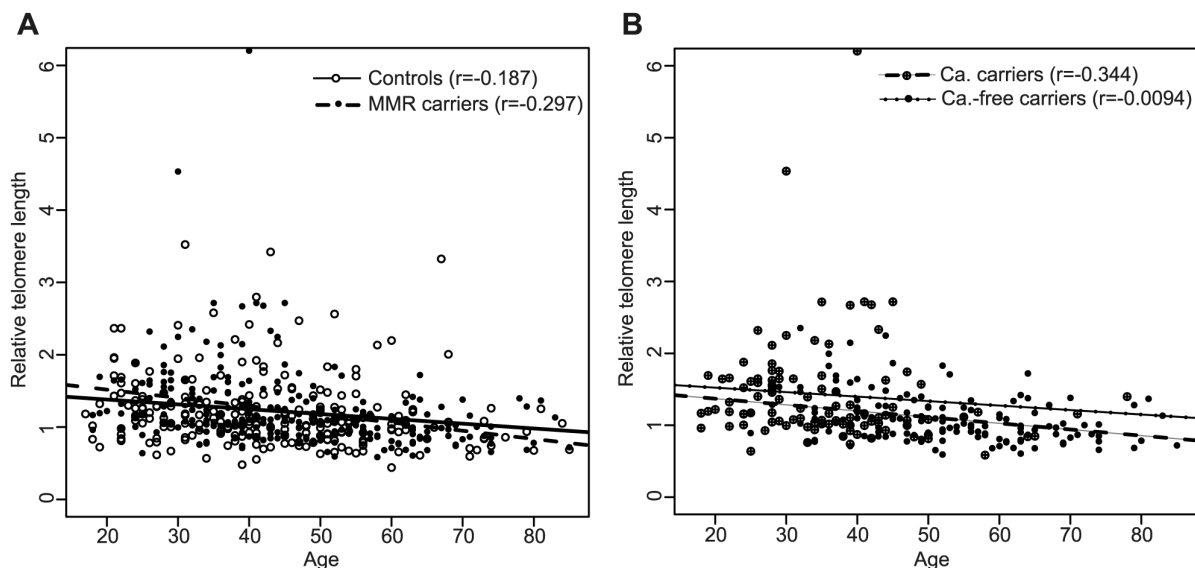 A
Relative telomere length
0 1 2 3 4 5 6
Controls (r=-0.187)
MMR carriers (r=-0.297)
20 30 40 50 60 70 80
Age
B
Relative telomere length
0 1 2 3 4 5 6
Ca. carriers (r=-0.344)
Ca.-free carriers (r=-0.0094)
20 30 40 50 60 70 80
Age